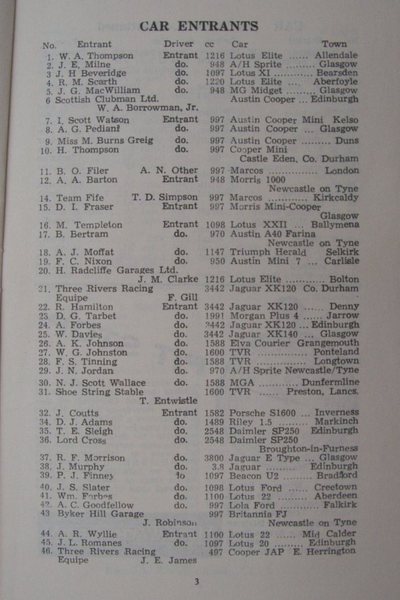 CAR ENTRANTS
No. Entrant Driver cc Car Town
1. W. A. Thompson Entrant 1216 Lotus Elite ...... Allendale
2. J. E. Milne do. 948 A/H Sprite ......... Glasgow
3. J. H Beveridge do. 1097 Lotus XI ............ Bearsden
4. R. M. Scarth do. 1220 Lotus Elite .... Aberfoyle
5. J. G. MacWilliam do. 948 MG Midget ......... Glasgow
6 Scottish Clubman Ltd. Austin Cooper ... Edinburgh
W. A. Borrowman, Jr.
7. I. Scott Watson Entrant 997 Austin Cooper Mini Kelso
8. A. G. Pediani do. 997 Austin Cooper ... Glasgow
9. Miss M. Burns Greig do. 997 Austin Cooper ......... Duns
10. H. Thompson do. 997 Cooper Mini
Castle Eden, Co. Durham
11. B. O. Filer A. N. Other 997 Marcos ............... London
12. A. A. Barton Entrant 948 Morris 1000
Newcastle on Tyne
14. Team Fife T. D. Simpson 997 Marcos ............ Kirkcaldy
15. D. I. Fraser Entrant 997 Morris Mini-Cooper
Glasgow
16. M. Templeton Entrant 1098 Lotus XXII ... Ballymena
17. B. Bertram do. 970 Austin A40 Farina
Newcastle on Tyne
18. A. J. Moffat do. 1147 Triumph Herald Selkirk
19. F. C. Nixon do. 950 Austin Mini 7 ... Carlisle
20. H. Radcliffe Garages Ltd.
J. M. Clarke 1216 Lotus Elite ............ Bolton
21. Three Rivers Racing 3442 Jaguar XK120 Co. Durham
Equipe F. Gill
22. R. Hamilton Entrant 3442 Jaguar XK120 ...... Denny
23. D. G. Tarbet do. 1991 Morgan Plus 4 ...... Jarrow
24. A. Forbes do. 3442 Jaguar XK120 ... Edinburgh
25. W. Davies do. 3442 Jaguar XK140 ... Glasgow
26. A. K. Johnson do. 1588 Elva Courier Grangemouth
27. W. G. Johnston do. 1600 TVR ............... Ponteland
28. F. S. Tinning do. 1588 TVR ............... Longtown
29. J. N. Jordan do. 970 A/H Sprite Newcastle/Tyne
30. N. J. Scott Wallace do. 1588 MGA ............ Dunfermline
31. Shoe String Stable 1600 TVR ...... Preston, Lancs.
T. Entwistle
32. J. Coutts Entrant 1582 Porsche S1600 ... Inverness
34. D. J. Adams do. 1489 Riley 1.5 ......... Markinch
35. T. E. Sleigh do. 2548 Daimler SP250 Edinburgh
36. Lord Cross do. 2548 Daimler SP250
Broughton-in-Furness
37. R. F. Morrison do. 3800 Jaguar E Type ... Glasgow
38. J. Murphy do. 3.8 Jaguar ............ Edinburgh
39. P. J. Finney do 1097 Beacon U2 ......... Bradford
40. J. S. Slater do. 1098 Lotus Ford ...... Creetown
41. Wm. Forbes do. 1100 Lotus 22 ......... Aberdeen
42. A. C. Goodfellow do. 997 Lola Ford ............ Falkirk
43 Byker Hill Garage 997 Britannia FJ
J. Robinson Newcastle on Tyne
44. A. R. Wyllie Entrant 1100 Lotus 22 ...... Mid Calder
45. J. L. Romanes do. 1097 Lotus 20 ......... Edinburgh
46. Three Rivers Racing 497 Cooper JAP E. Herrington
Equipe J. E. James
3